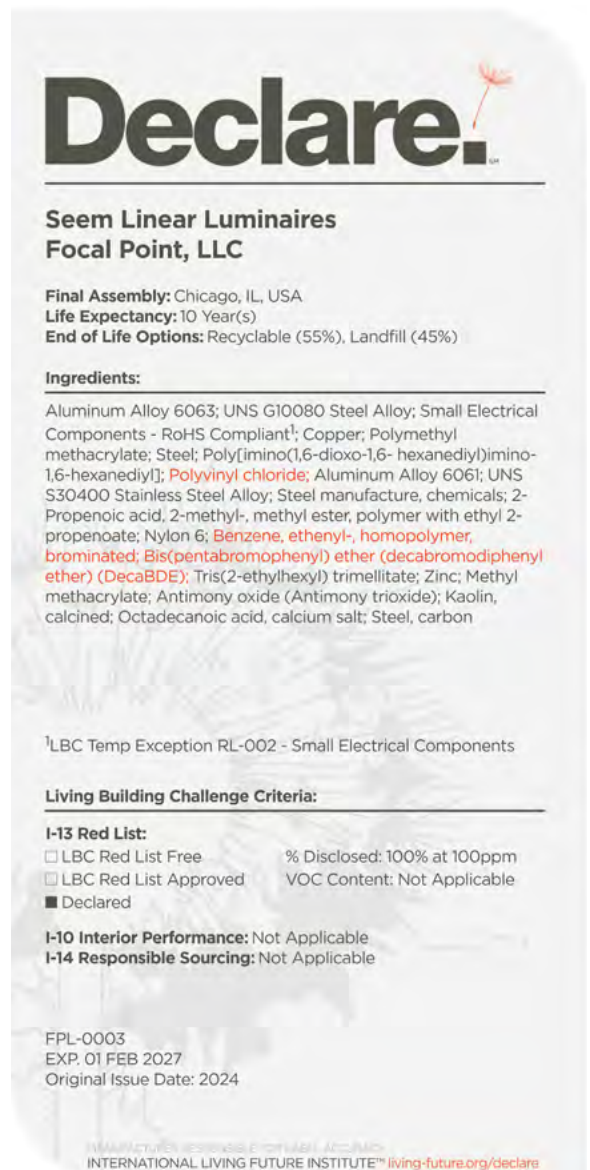 Declare.
SM
Seem Linear Luminaires
Focal Point, LLC
Final Assembly: Chicago, IL, USA
Life Expectancy: 10 Year(s)
End of Life Options: Recyclable (55%), Landfill (45%)
Ingredients:
Aluminum Alloy 6063; UNS G10080 Steel Alloy; Small Electrical
Components - RoHS Compliant¹; Copper; Polymethyl
methacrylate; Steel; Poly[imino(1,6-dioxo-1,6- hexanediyl)imino-
1,6-hexanediyl]; Polyvinyl chloride; Aluminum Alloy 6061; UNS
S30400 Stainless Steel Alloy; Steel manufacture, chemicals; 2-
Propenoic acid, 2-methyl-, methyl ester, polymer with ethyl 2-
propenoate; Nylon 6; Benzene, ethenyl-, homopolymer,
brominated; Bis(pentabromophenyl) ether (decabromodiphenyl
ether) (DecaBDE); Tris(2-ethylhexyl) trimellitate; Zinc; Methyl
methacrylate; Antimony oxide (Antimony trioxide); Kaolin,
calcined; Octadecanoic acid, calcium salt; Steel, carbon
¹LBC Temp Exception RL-002 - Small Electrical Components
Living Building Challenge Criteria:
I-13 Red List:
☐ LBC Red List Free % Disclosed: 100% at 100ppm
☐ LBC Red List Approved VOC Content: Not Applicable
■ Declared
I-10 Interior Performance: Not Applicable
I-14 Responsible Sourcing: Not Applicable
FPL-0003
EXP. 01 FEB 2027
Original Issue Date: 2024
MANUFACTURER RESPONSIBLE FOR LABEL ACCURACY
INTERNATIONAL LIVING FUTURE INSTITUTE™ living-future.org/declare